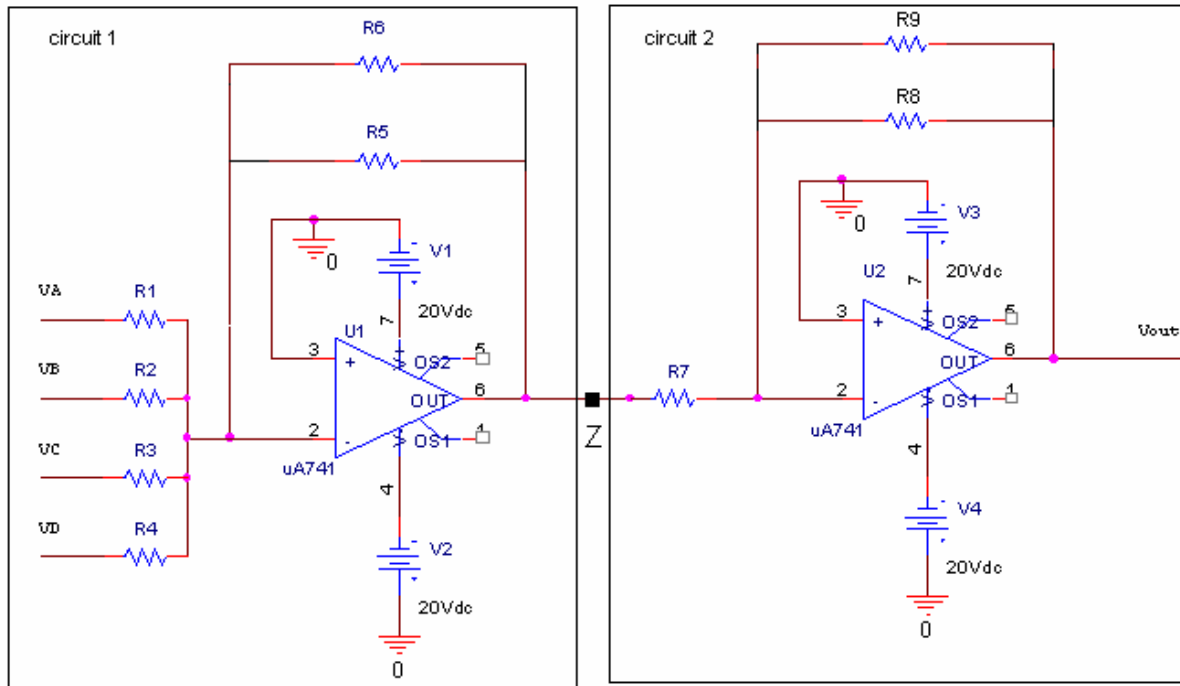 circuit 1
R6
R5
V1
20Vdc
0
7
U1
VA
R1
VB
R2
VC
R3
VD
R4
3
+
2
-
uA741
OS2
5
OUT
6
OS1
1
V+
V-
4
V2
20Vdc
0
Z
circuit 2
R9
R8
V3
20Vdc
0
7
U2
R7
3
+
2
-
uA741
OS2
5
OUT
6
OS1
1
V+
V-
4
V4
20Vdc
0
Vout